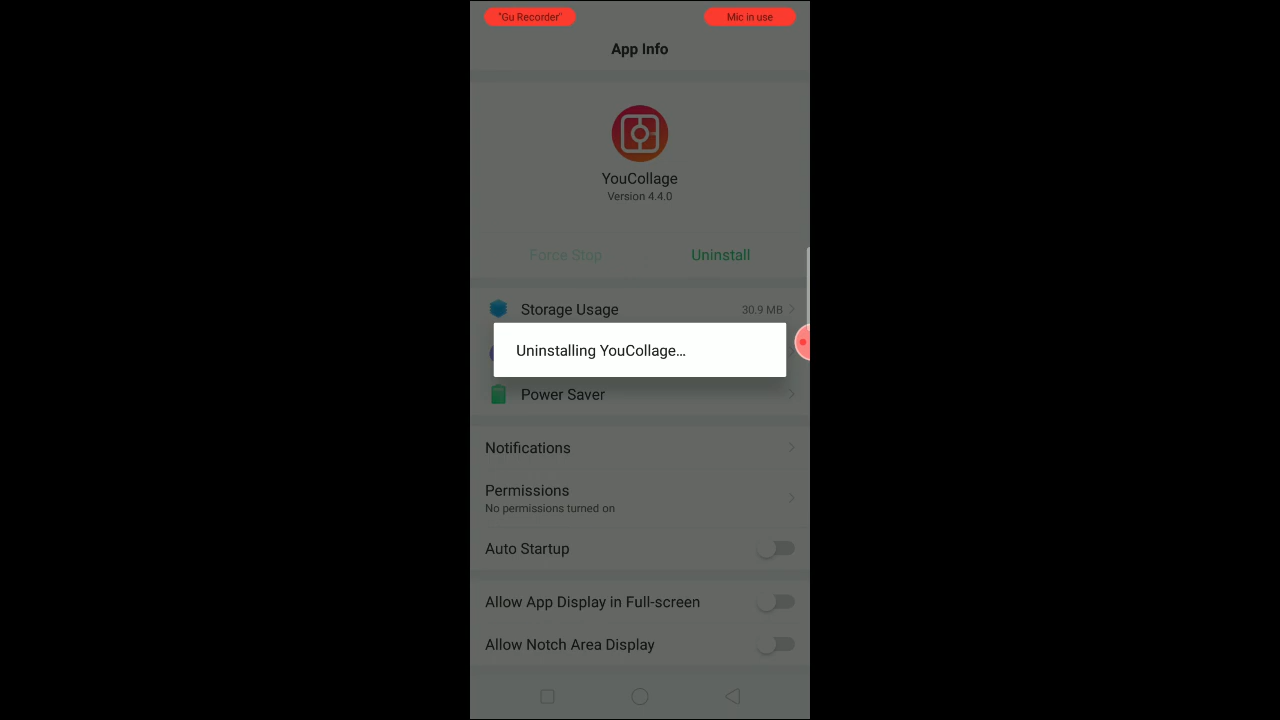 "Gu Recorder"
Mic in use
App Info
YouCollage
Version 4.4.0
Force Stop
Uninstall
Storage Usage
30.9 MB
Uninstalling YouCollage...
Power Saver
Notifications
Permissions
No permissions turned on
Auto Startup
Allow App Display in Full-screen
Allow Notch Area Display